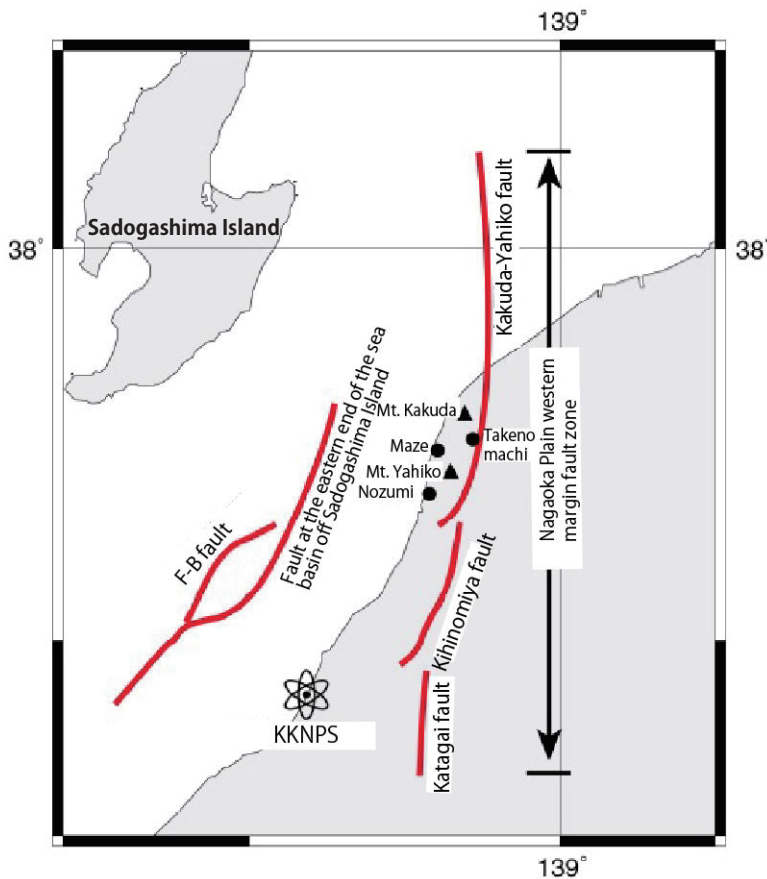 139°
38°
38°
Sadogashima Island
Kakuda-Yahiko fault
Nagaoka Plain western
margin fault zone
Mt. Kakuda
Takeno
machi
Maze
Mt. Yahiko
Nozumi
Fault at the eastern end of the sea
basin off Sadogashima Island
F-B fault
Kihinomiya fault
Katagai fault
KKNPS
139°